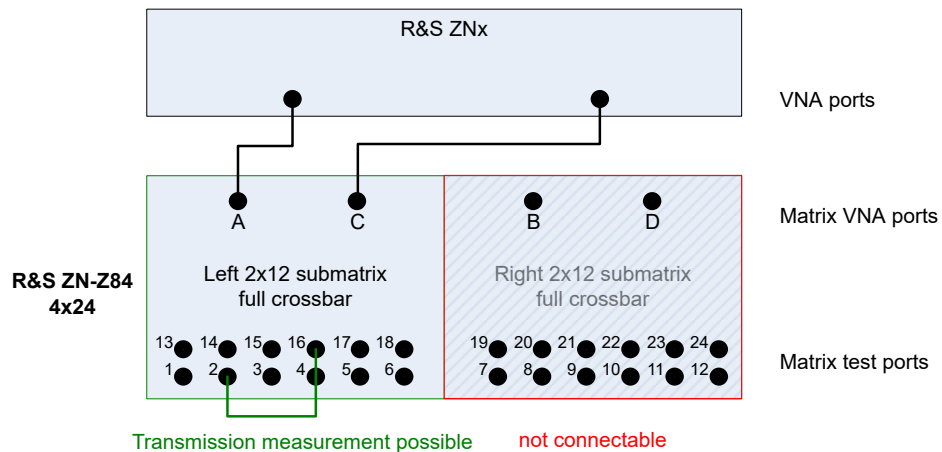 R&S ZNx
VNA ports
A C B D
Matrix VNA ports
R&S ZN-Z84
4x24
Left 2x12 submatrix
full crossbar
Right 2x12 submatrix
full crossbar
13 14 15 16 17 18 19 20 21 22 23 24
1 2 3 4 5 6 7 8 9 10 11 12
Matrix test ports
Transmission measurement possible
not connectable